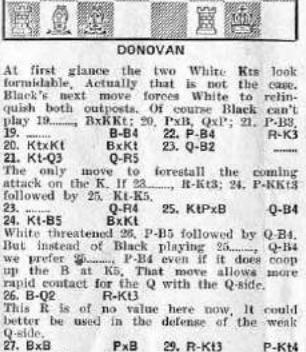 DONOVAN
At first glance the two White Kts look
formidable, Actually that is not the case.
Black's next move forces White to relin-
quish both outposts. Of course Black can't
play 19......, BxKKt; 20, PxB, QxP; 21, P-B3.
19. ...... B-B4 22. P-B4 R-K3
20. KtxKt BxKt 23. Q-B2 ......
21. Kt-Q3 Q-R5
The only move to forestall the coming
attack on the K. If 23......, R-Kt3; 24. P-KKt3
followed by 25. Kt-K5.
23. ...... Q-R4 25. KtPxB Q-B4
24. Kt-B5 BxKt
White threatened 26, P-B5 followed by Q-B4.
But instead of Black playing 25......, Q-B4
we prefer ......, P-B4 even if it does coop
up the B at K5, That move allows more
rapid contact for the Q with the Q-side.
26. B-Q2 R-Kt3
This R is of no value here now, It could
better be used in the defense of the weak
Q-side.
27. BxB PxB 29. R-Kt3 P-Kt4